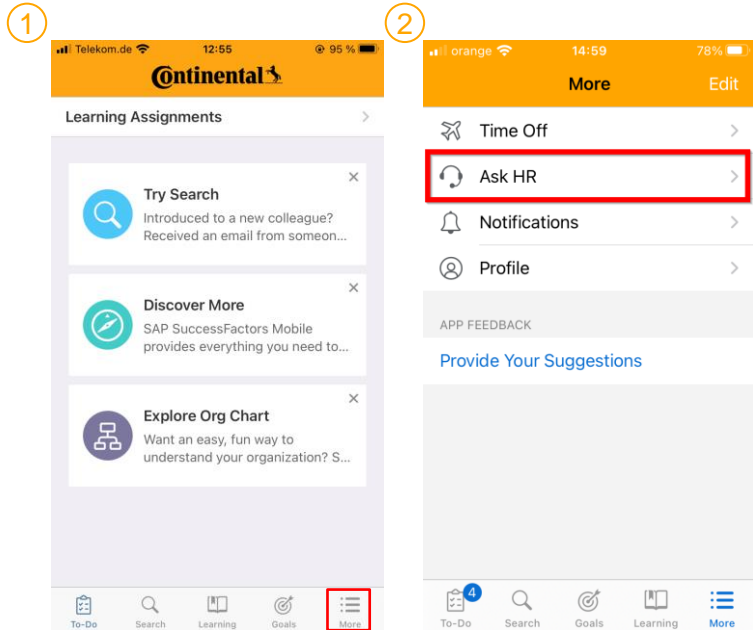 1
Telekom.de 12:55 95 %
Continental
Learning Assignments
Try Search
Introduced to a new colleague?
Received an email from someon...
Discover More
SAP SuccessFactors Mobile
provides everything you need to...
Explore Org Chart
Want an easy, fun way to
understand your organization? S...
To-Do Search Learning Goals More
2
orange 14:59 78%
More Edit
Time Off
Ask HR
Notifications
Profile
APP FEEDBACK
Provide Your Suggestions
4
To-Do Search Goals Learning More